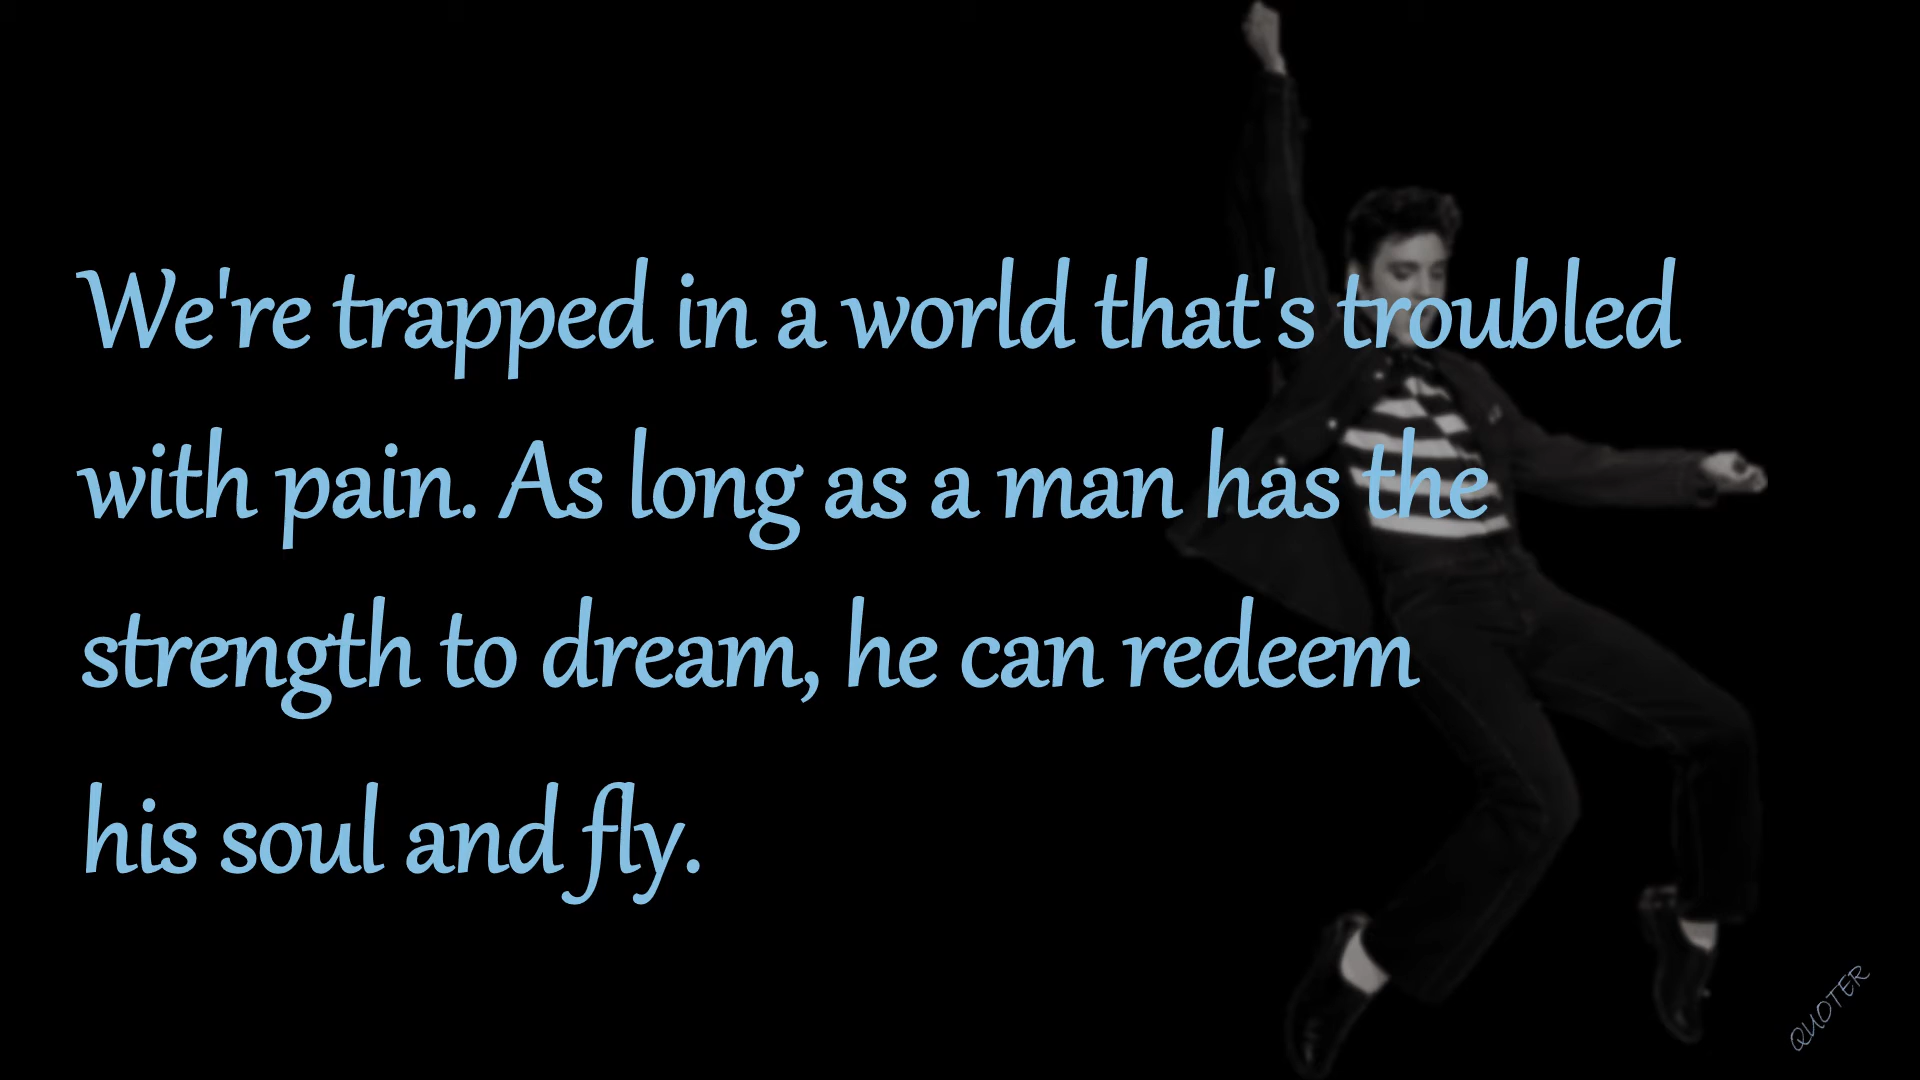 We're trapped in a world that's troubled
with pain. As long as a man has the
strength to dream, he can redeem
his soul and fly.
QUOTER